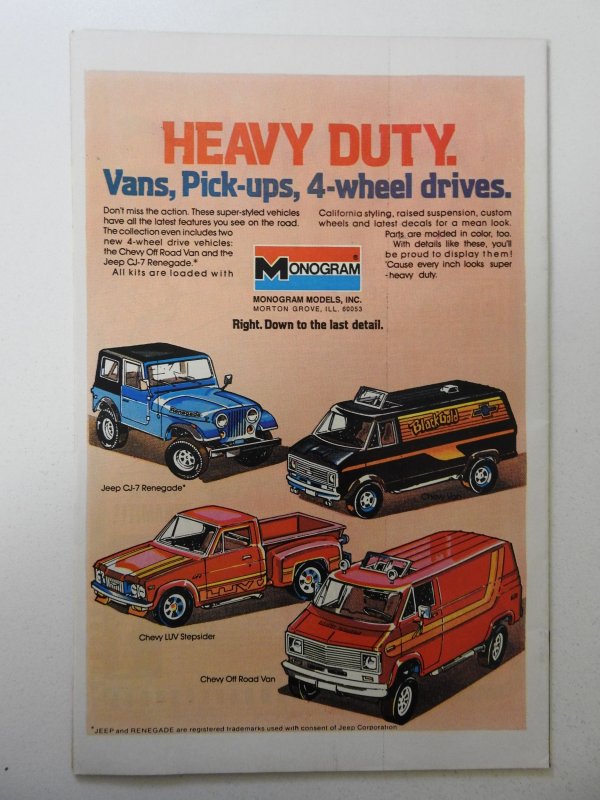 HEAVY DUTY.
Vans, Pick-ups, 4-wheel drives.
Don't miss the action. These super-styled vehicles
have all the latest features you see on the road.
The collection even includes two
new 4-wheel drive vehicles:
the Chevy Off Road Van and the
Jeep CJ-7 Renegade.*
All kits are loaded with
California styling, raised suspension, custom
wheels and latest decals for a mean look.
Parts are molded in color, too.
With details like these, you'll
be proud to display them!
'Cause every inch looks super
-heavy duty.
MONOGRAM®
MONOGRAM MODELS, INC.
MORTON GROVE, ILL. 60053
Right. Down to the last detail.
Renegade
Jeep CJ-7 Renegade*
Black Gold
Chevy Van
LUV
Chevy LUV Stepsider
Chevy Off Road Van
*JEEP and RENEGADE are registered trademarks used with consent of Jeep Corporation